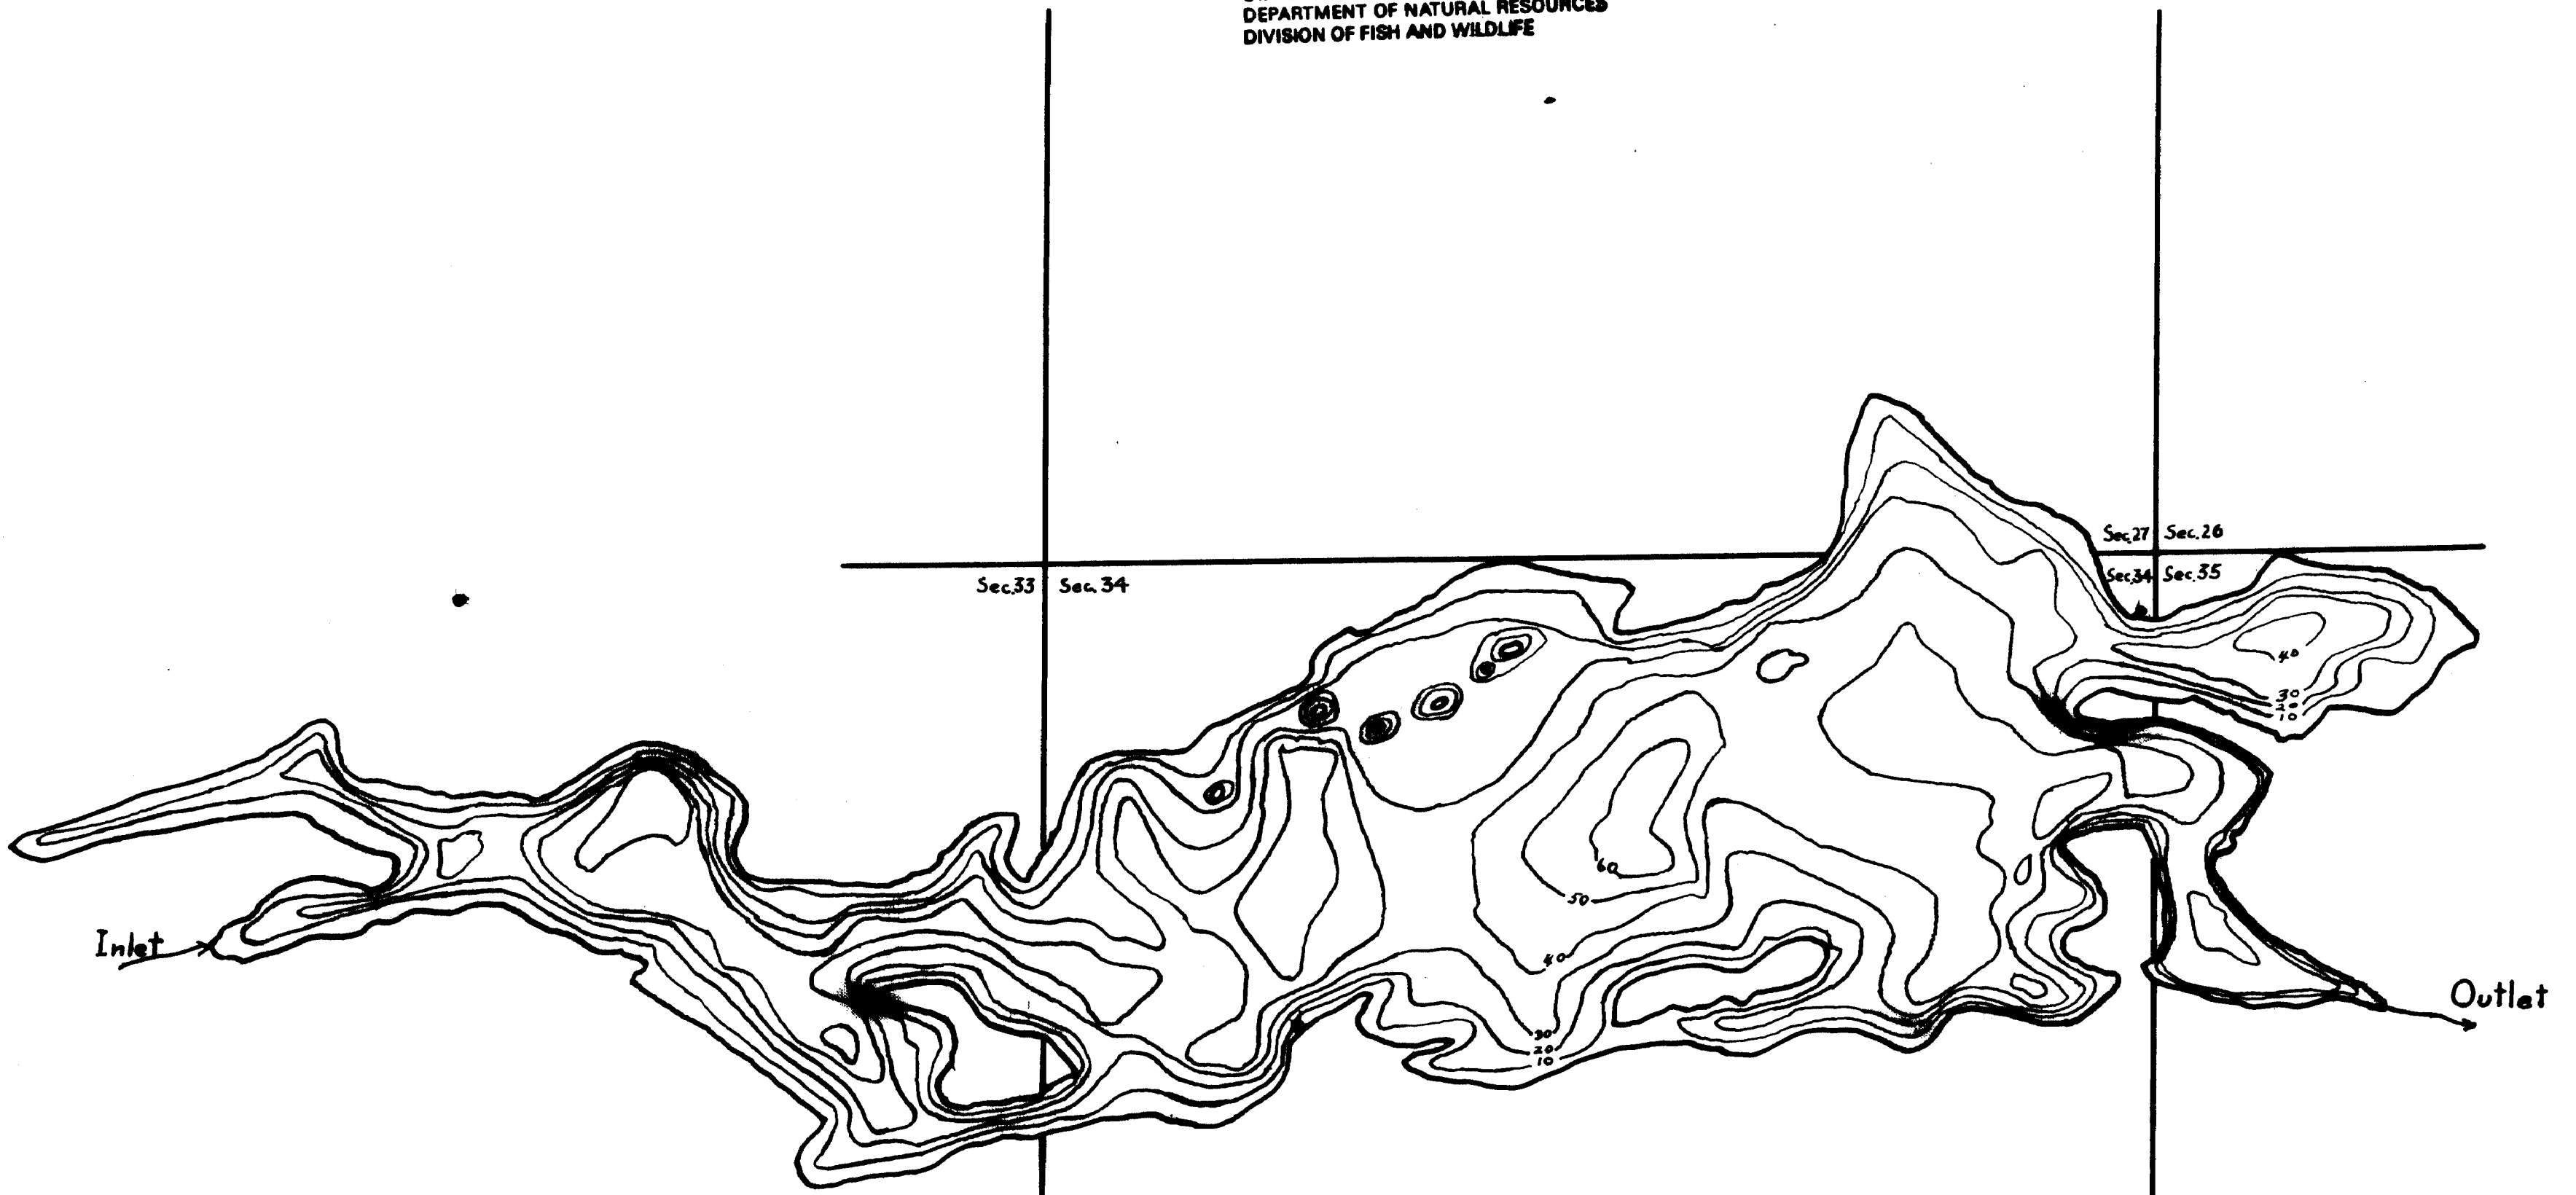 DEPARTMENT OF NATURAL RESOURCES
DIVISION OF FISH AND WILDLIFE
Sec.27 Sec.26
Sec.33 Sec. 34
Sec.34 Sec.35
40
30
20
10
60
50
40
30
20
10
Inlet
Outlet